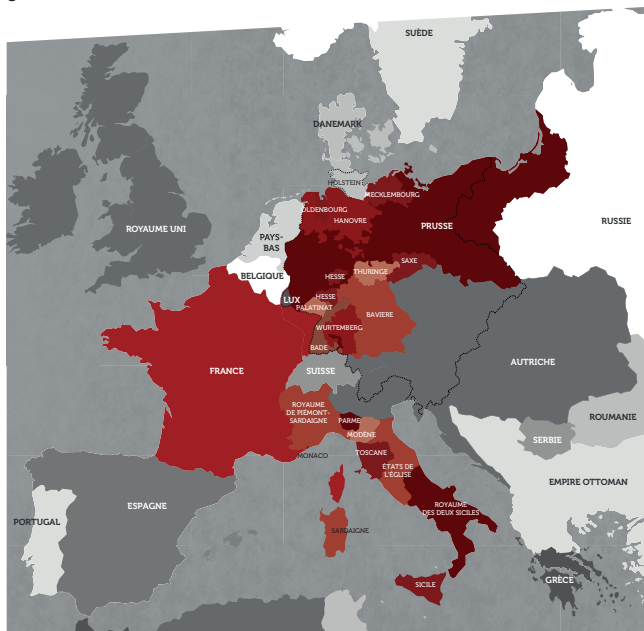 SUÈDE
DANEMARK
HOLSTEIN
MECKLEMBOURG
OLDENBOURG
HANOVRE
PRUSSE
RUSSIE
ROYAUME UNI
PAYS-
BAS
BELGIQUE
HESSE
THURINGE
SAXE
LUX
HESSE
PALATINAT
BAVIERE
WURTEMBERG
BADE
FRANCE
SUISSE
AUTRICHE
ROYAUME
DE PIÉMONT-
SARDAIGNE
PARME
MODÈNE
ROUMANIE
SERBIE
MONACO
TOSCANE
ÉTATS DE
L'ÉGLISE
EMPIRE OTTOMAN
ESPAGNE
PORTUGAL
ROYAUME
DES DEUX SICILES
SARDAIGNE
SICILE
GRÈCE